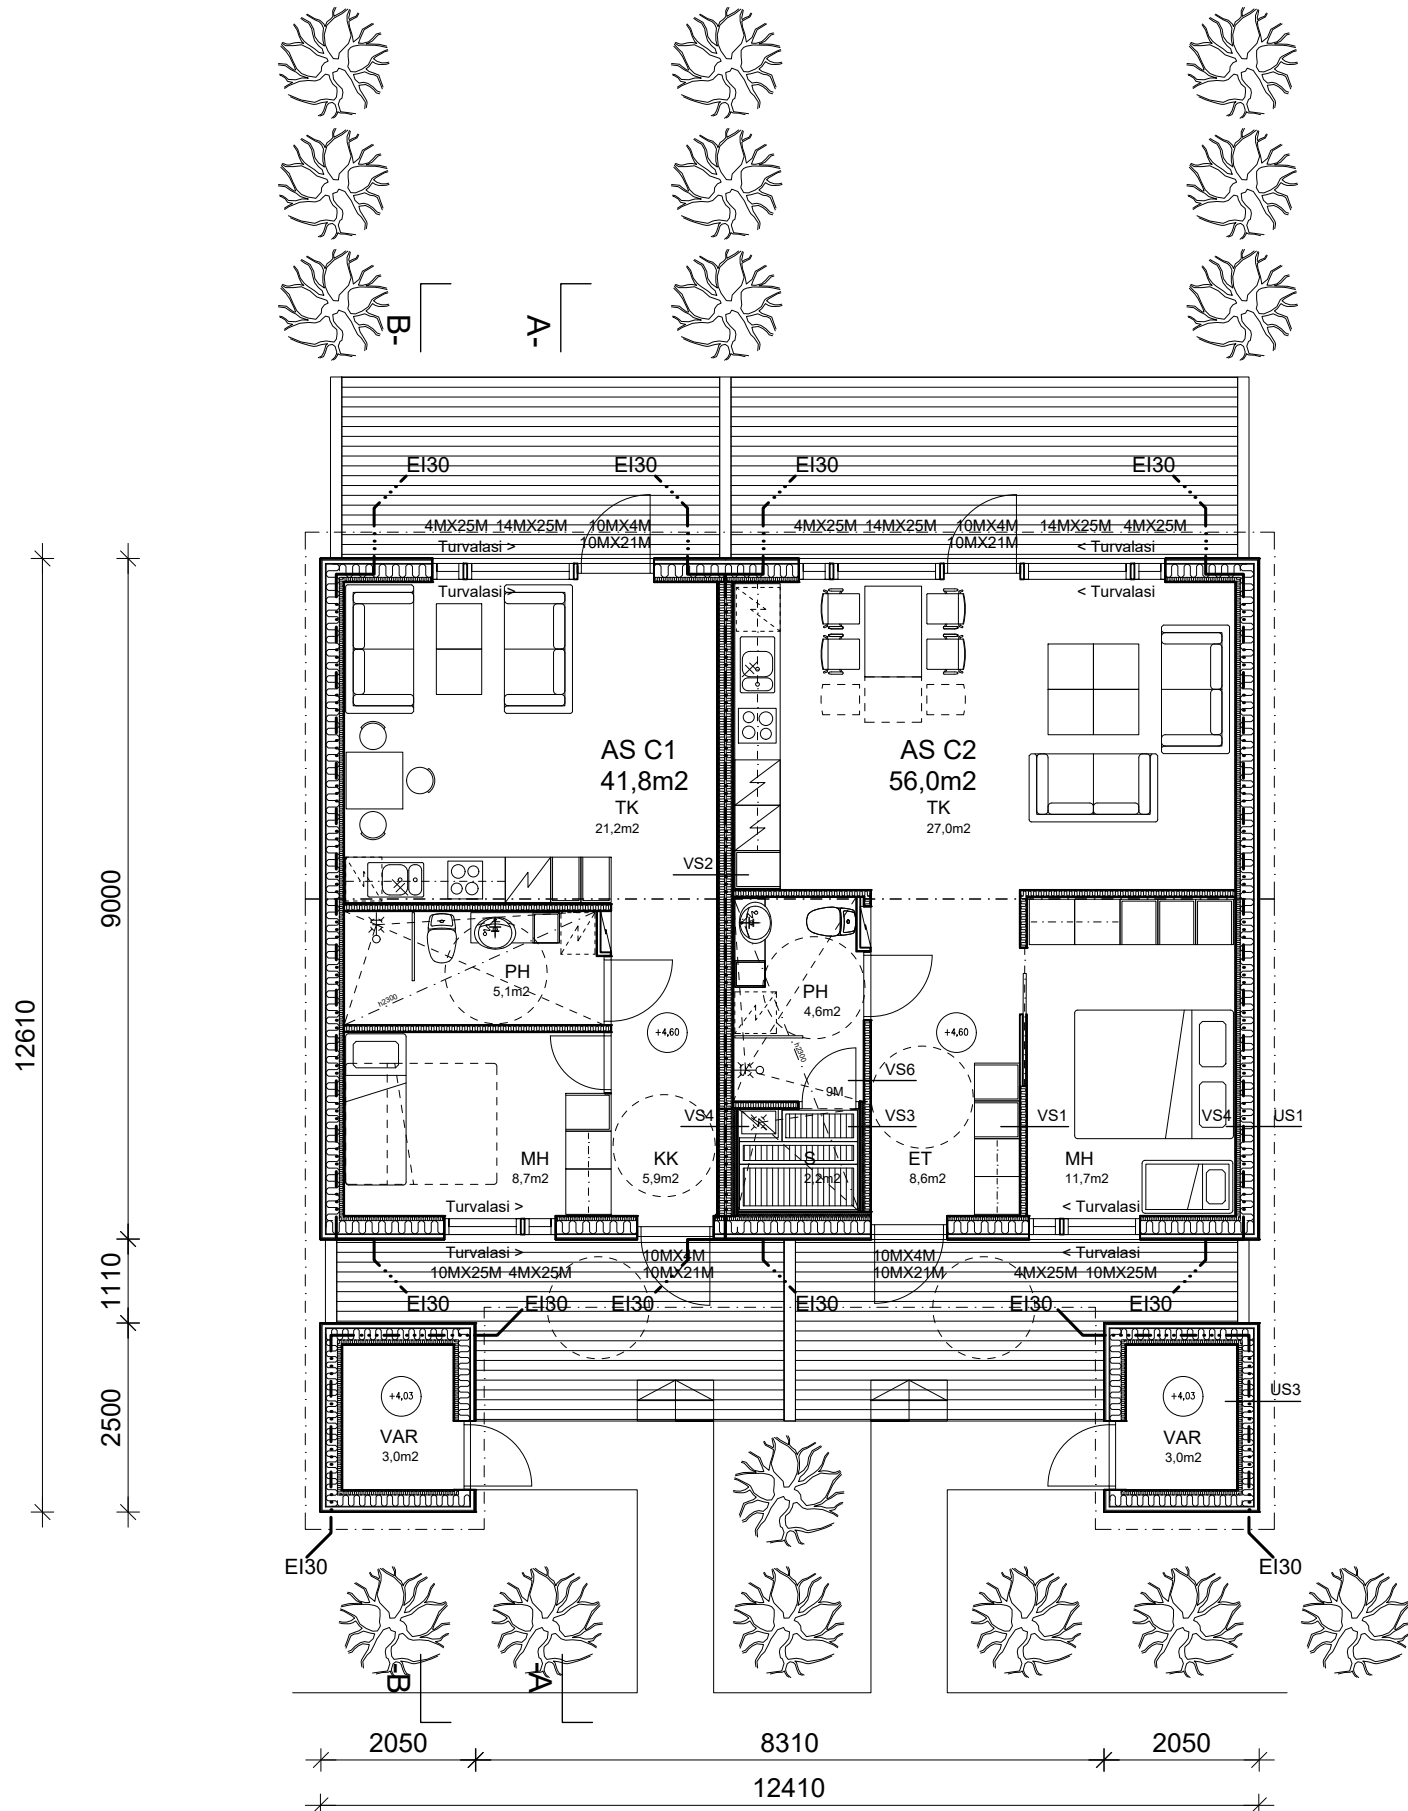 B-
A-
EI30 EI30 EI30 EI30
4MX25M 14MX25M 10MX4M 4MX25M 14MX25M 10MX4M 14MX25M 4MX25M
10MX21M 10MX21M
Turvalasi > < Turvalasi
Turvalasi > < Turvalasi
AS C1 AS C2
41,8m2 56,0m2
TK TK
21,2m2 27,0m2
VS2
9000
12610
PH
5,1m2
h2300
PH
4,6m2
h2300
+4,60 +4,60
VS6
9M
VS4 VS3 VS1 VS4 US1
MH KK S ET MH
8,7m2 5,9m2 2,2m2 8,6m2 11,7m2
Turvalasi > < Turvalasi
Turvalasi > 10MX4M 10MX4M < Turvalasi
10MX25M 4MX25M 10MX21M 10MX21M 4MX25M 10MX25M
1110
EI30 EI30 EI30 EI30 EI30 EI30
+4,03 +4,03
US3
2500
VAR VAR
3,0m2 3,0m2
EI30 EI30
-B
-A
2050 8310 2050
12410